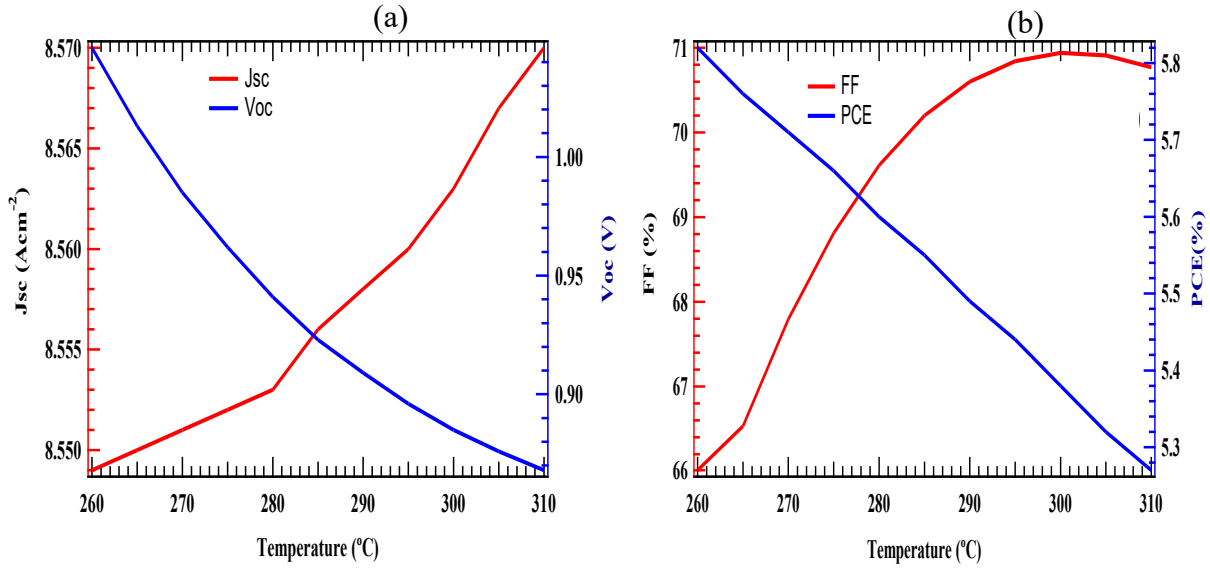 (a)
8.570
8.565
8.560
8.555
8.550
Jsc (Acm⁻²)
Jsc
Voc
1.00
0.95
0.90
Voc (V)
260 270 280 290 300 310
Temperature (ºC)
(b)
71
70
69
68
67
66
FF (%)
FF
PCE
5.8
5.7
5.6
5.5
5.4
5.3
PCE(%)
260 270 280 290 300 310
Temperature (ºC)